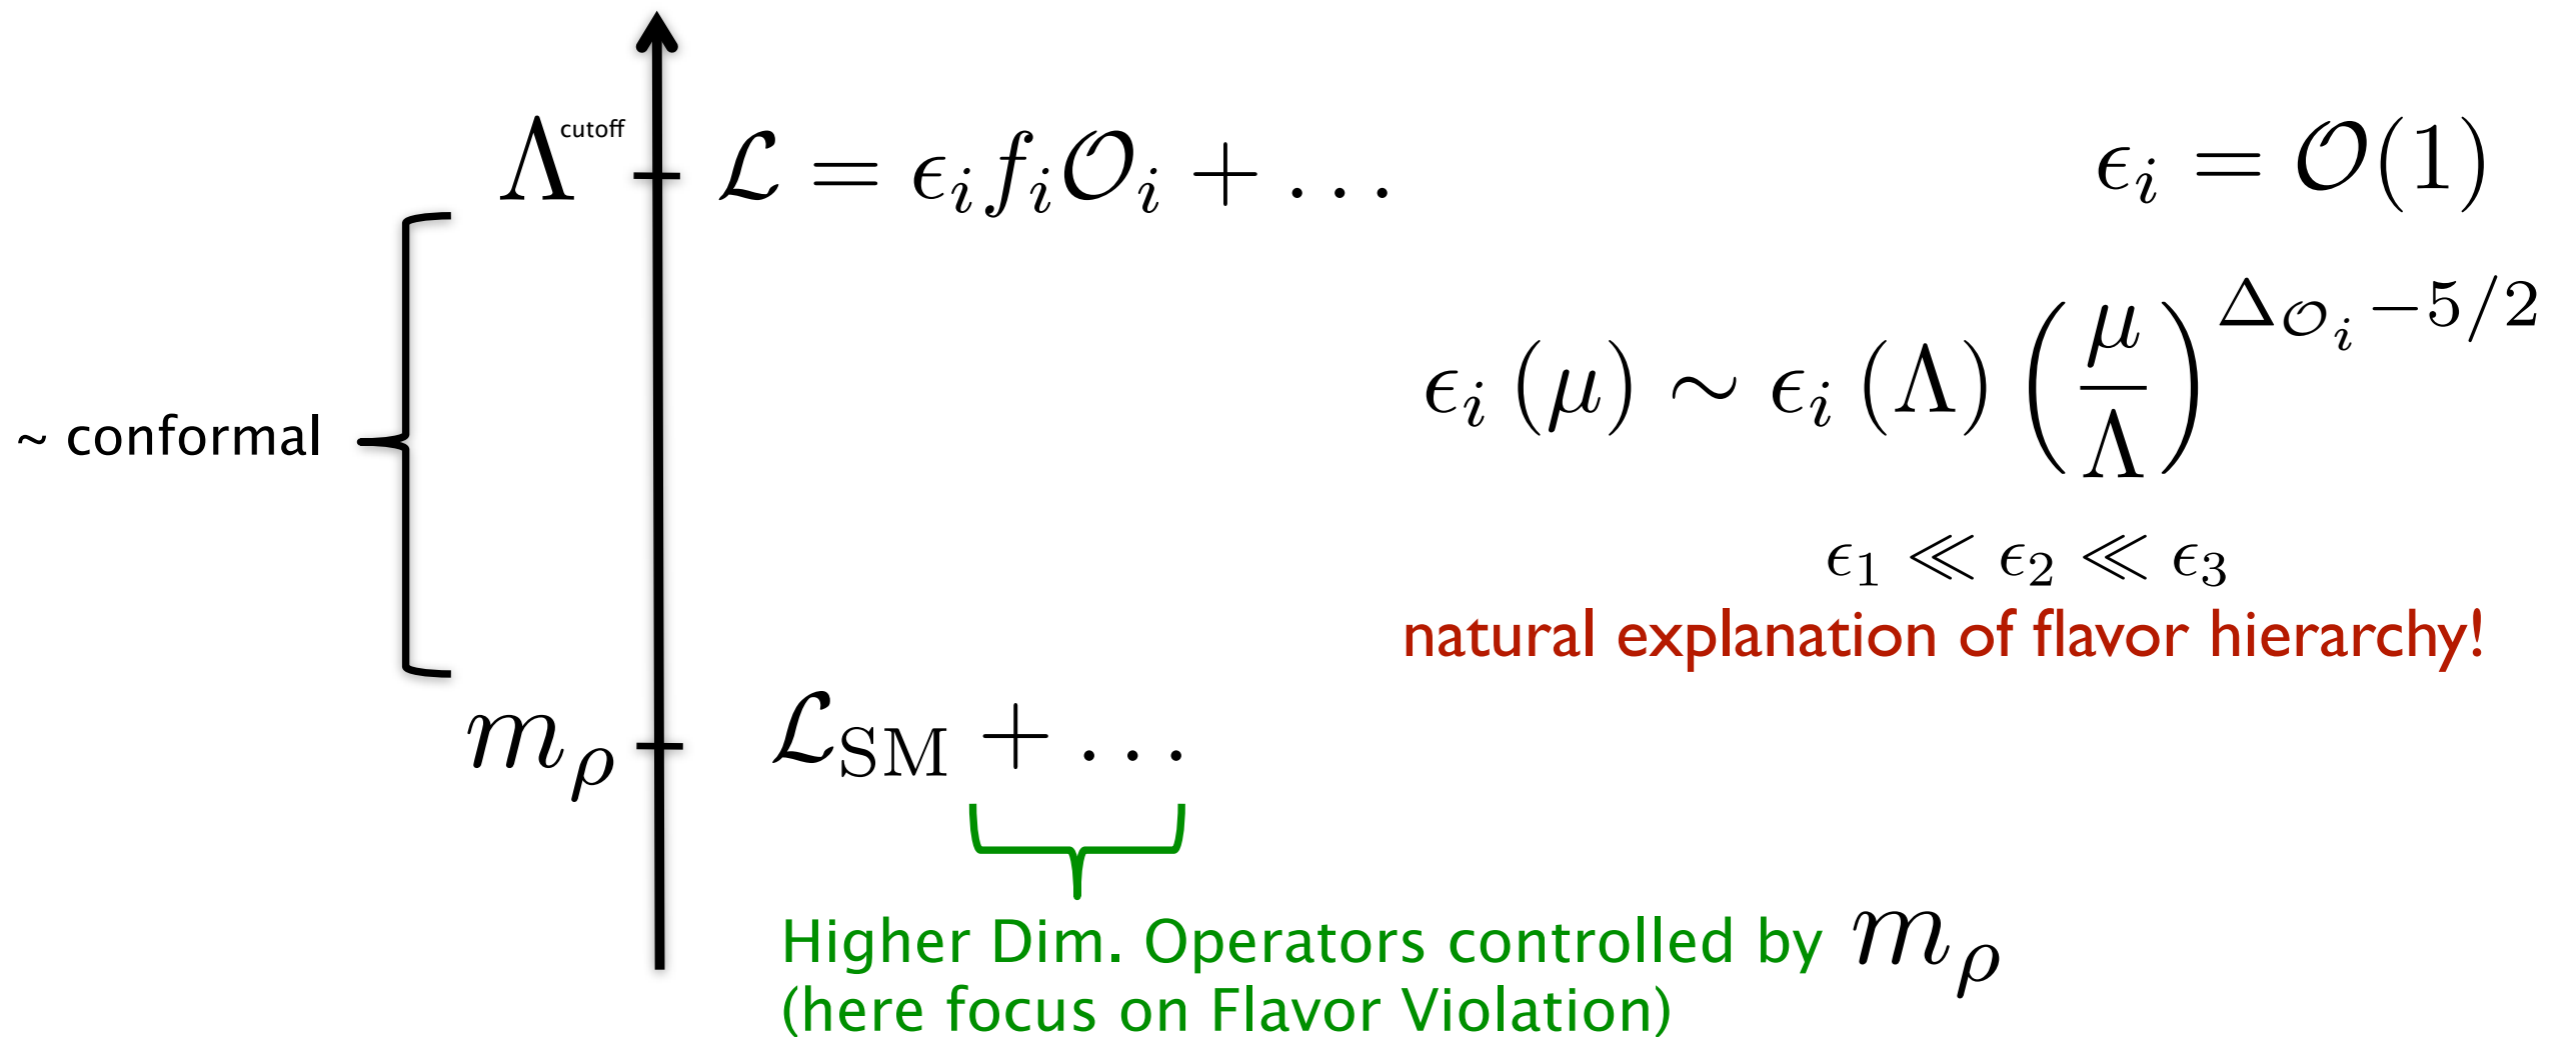 Λ cutoff
ℒ = ϵ_i f_i 𝒪_i + …
ϵ_i = 𝒪(1)
ϵ_i (μ) ∼ ϵ_i (Λ) (μ/Λ)^{Δ_{𝒪_i} − 5/2}
~ conformal
ϵ_1 ≪ ϵ_2 ≪ ϵ_3
natural explanation of flavor hierarchy!
m_ρ
ℒ_SM + …
Higher Dim. Operators controlled by m_ρ
(here focus on Flavor Violation)